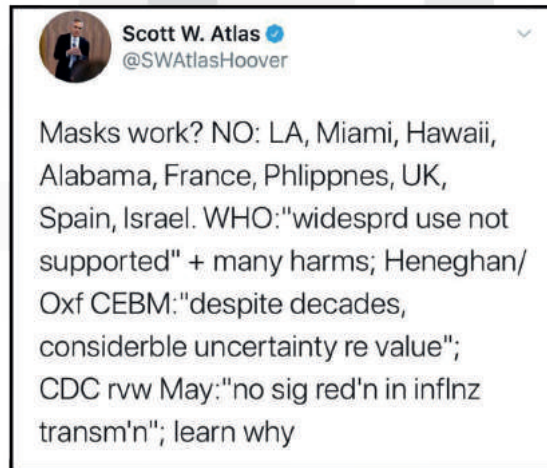 Scott W. Atlas
@SWAtlasHoover
Masks work? NO: LA, Miami, Hawaii,
Alabama, France, Phlippnes, UK,
Spain, Israel. WHO:"widesprd use not
supported" + many harms; Heneghan/
Oxf CEBM:"despite decades,
considerble uncertainty re value";
CDC rvw May:"no sig red'n in inflnz
transm'n"; learn why